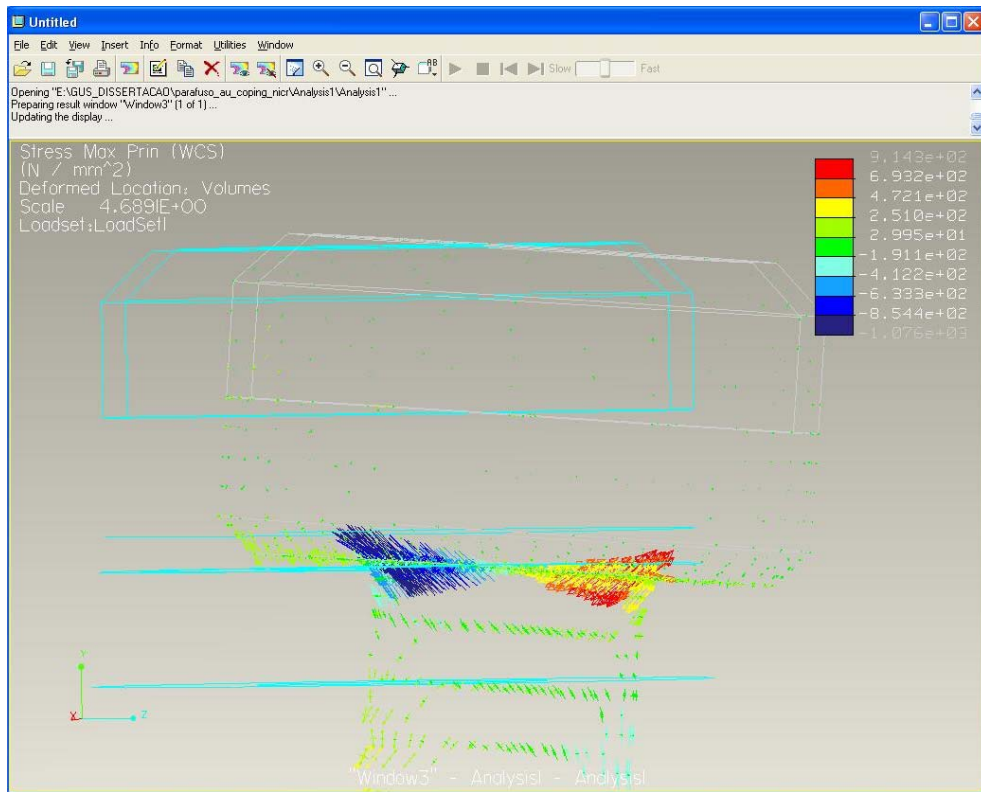 Untitled
File Edit View Insert Info Format Utilities Window
AB
Slow Fast
Opening "E:\GUS_DISSERTACAO\parafuso_au_coping_nicr\Analysis1\Analysis1" ...
Preparing result window "Window3" (1 of 1) ...
Updating the display ...
Stress Max Prin (WCS)
(N / mm^2)
Deformed Location: Volumes
Scale 4.6891E+00
Loadset:LoadSet1
9.143e+02
6.932e+02
4.721e+02
2.510e+02
2.995e+01
-1.911e+02
-4.122e+02
-6.333e+02
-8.544e+02
-1.076e+03
Y
X Z
"Window3" - Analysis1 - Analysis1